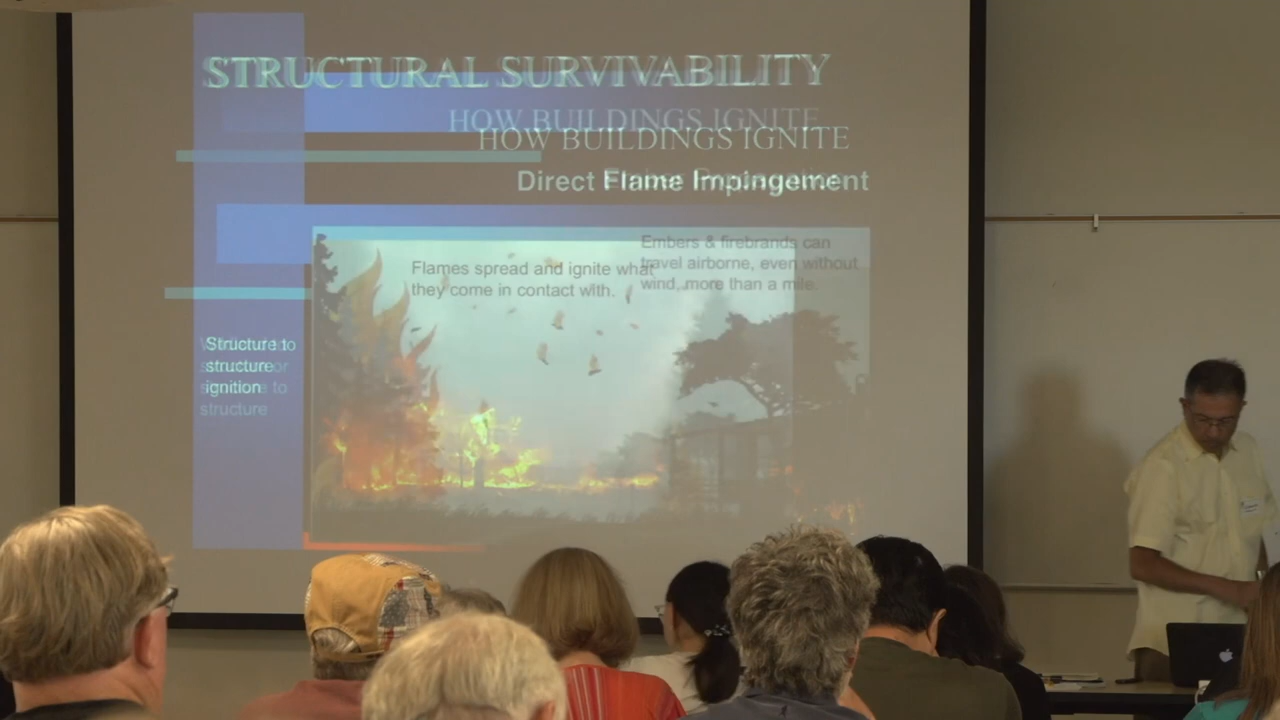 STRUCTURAL SURVIVABILITY
HOW BUILDINGS IGNITE
HOW BUILDINGS IGNITE
Direct Flame Impingement
Embers & firebrands can
travel airborne, even without
wind, more than a mile.
Flames spread and ignite what
they come in contact with.
Structure to
structure
ignition
to
structure